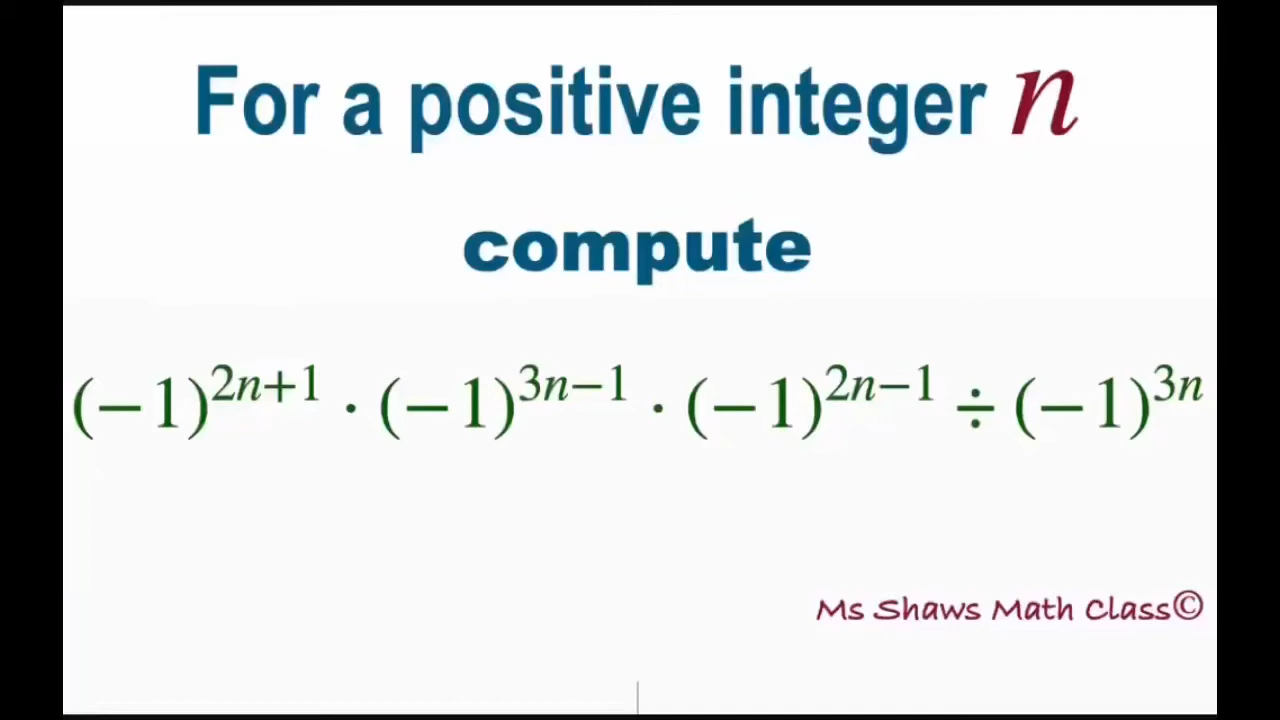 For a positive integer n
compute
(−1)^{2n+1} · (−1)^{3n−1} · (−1)^{2n−1} ÷ (−1)^{3n}
Ms Shaws Math Class©